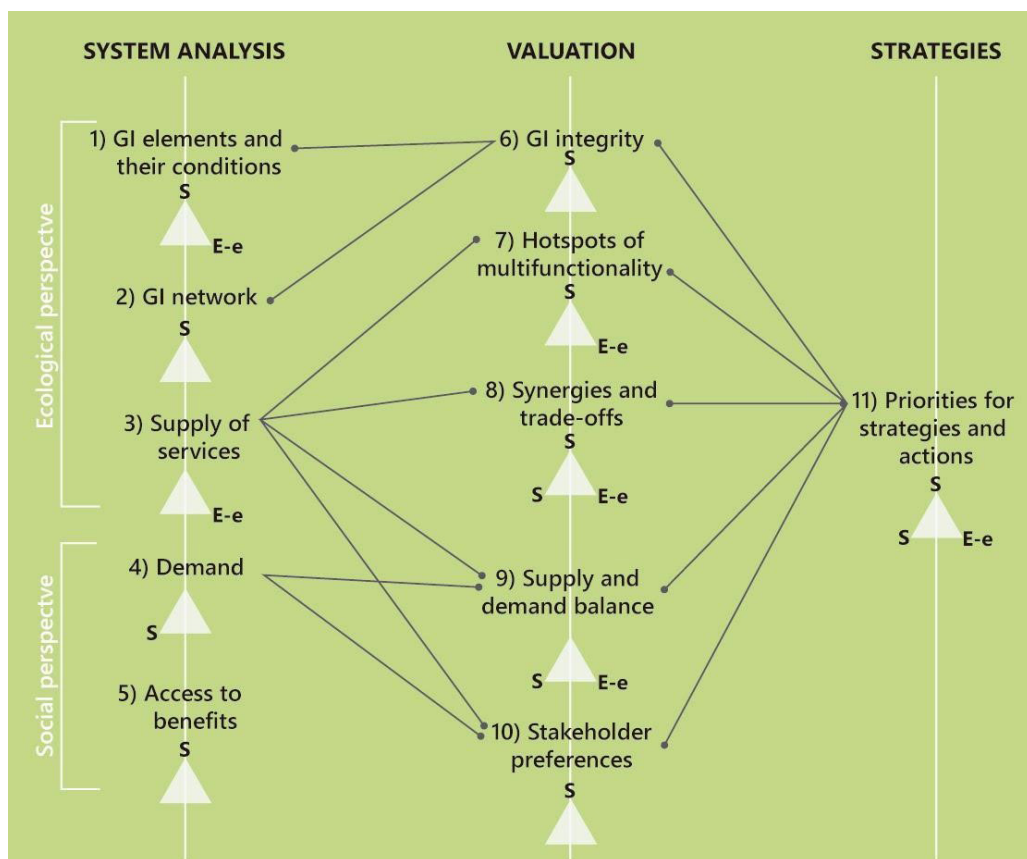 SYSTEM ANALYSIS
VALUATION
STRATEGIES
Ecological perspectve
Social perspectve
1) GI elements and
their conditions
S
E-e
2) GI network
S
3) Supply of
services
E-e
4) Demand
S
5) Access to
benefits
S
6) GI integrity
S
7) Hotspots of
multifunctionality
S
E-e
8) Synergies and
trade-offs
S
S
E-e
9) Supply and
demand balance
S
E-e
10) Stakeholder
preferences
S
11) Priorities for
strategies and
actions
S
S
E-e